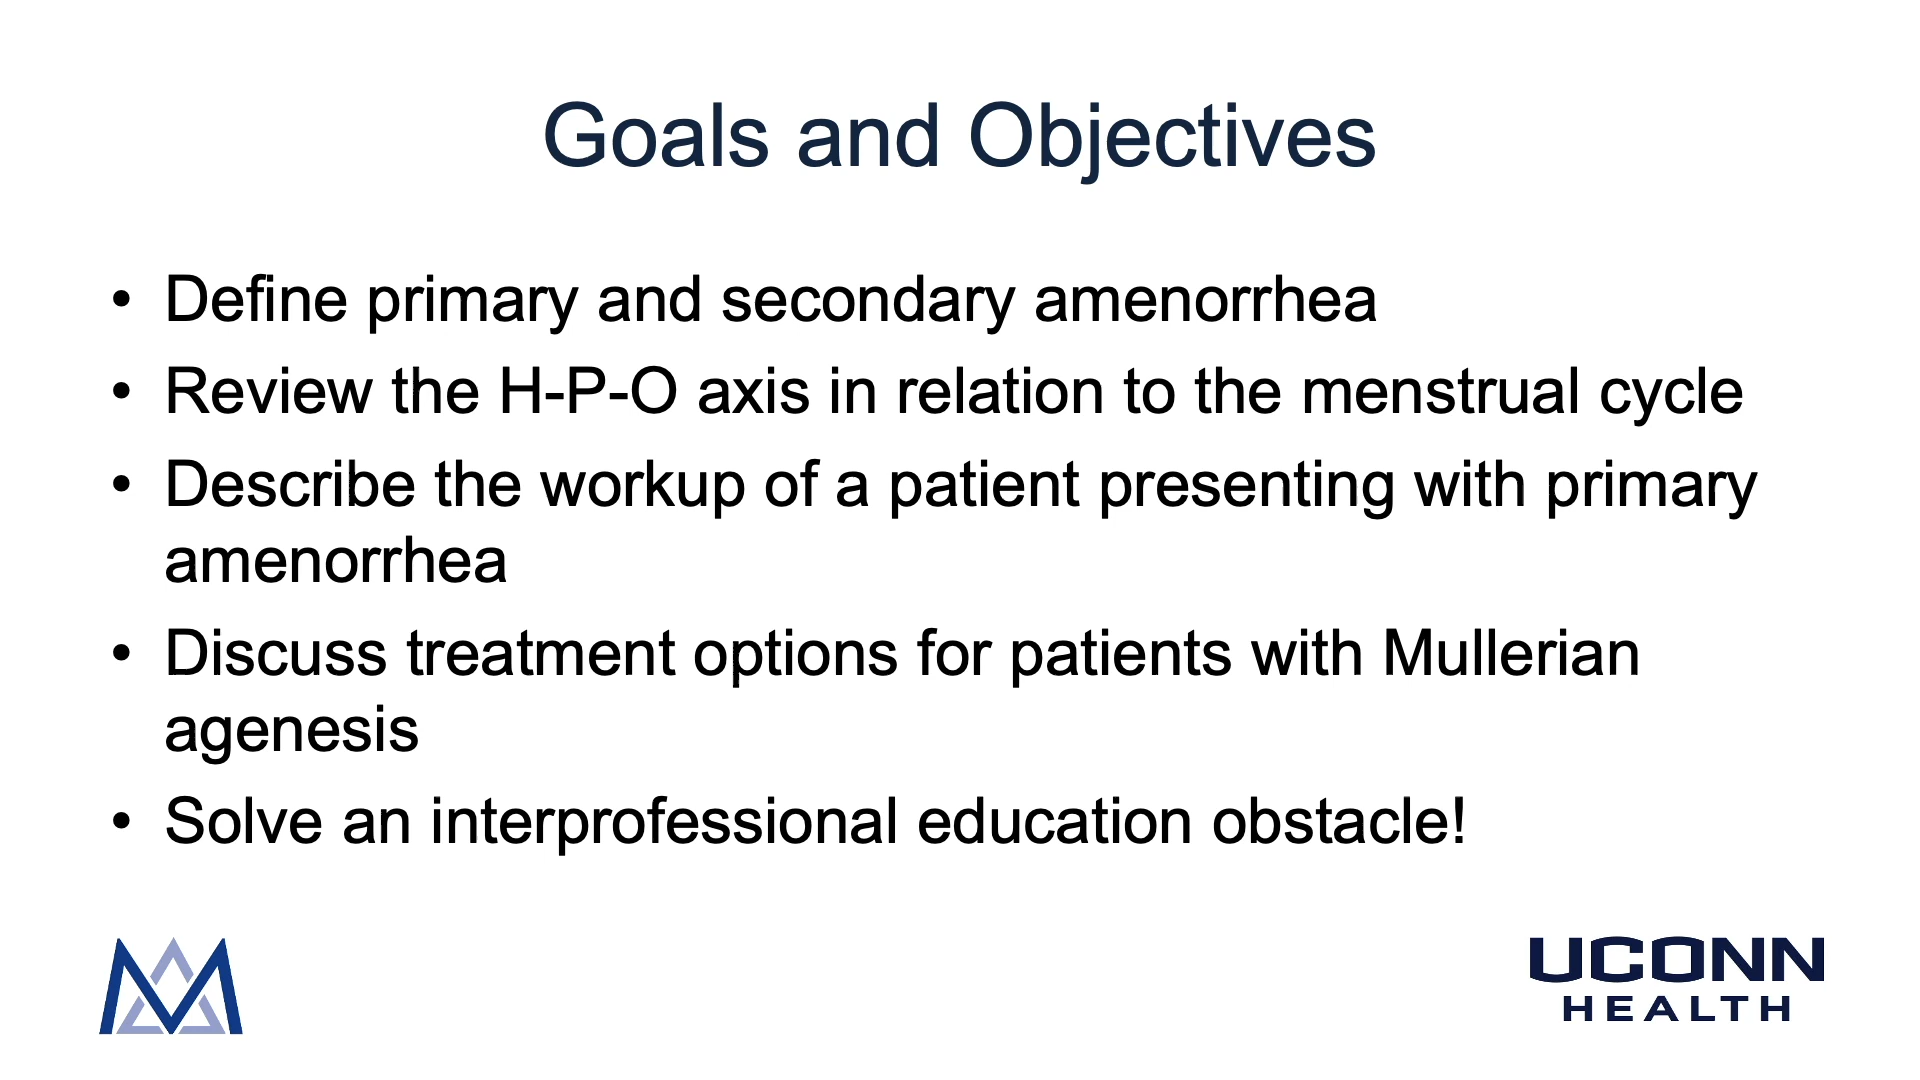 Goals and Objectives
• Define primary and secondary amenorrhea
• Review the H-P-O axis in relation to the menstrual cycle
• Describe the workup of a patient presenting with primary
amenorrhea
• Discuss treatment options for patients with Mullerian
agenesis
• Solve an interprofessional education obstacle!
UCONN
HEALTH